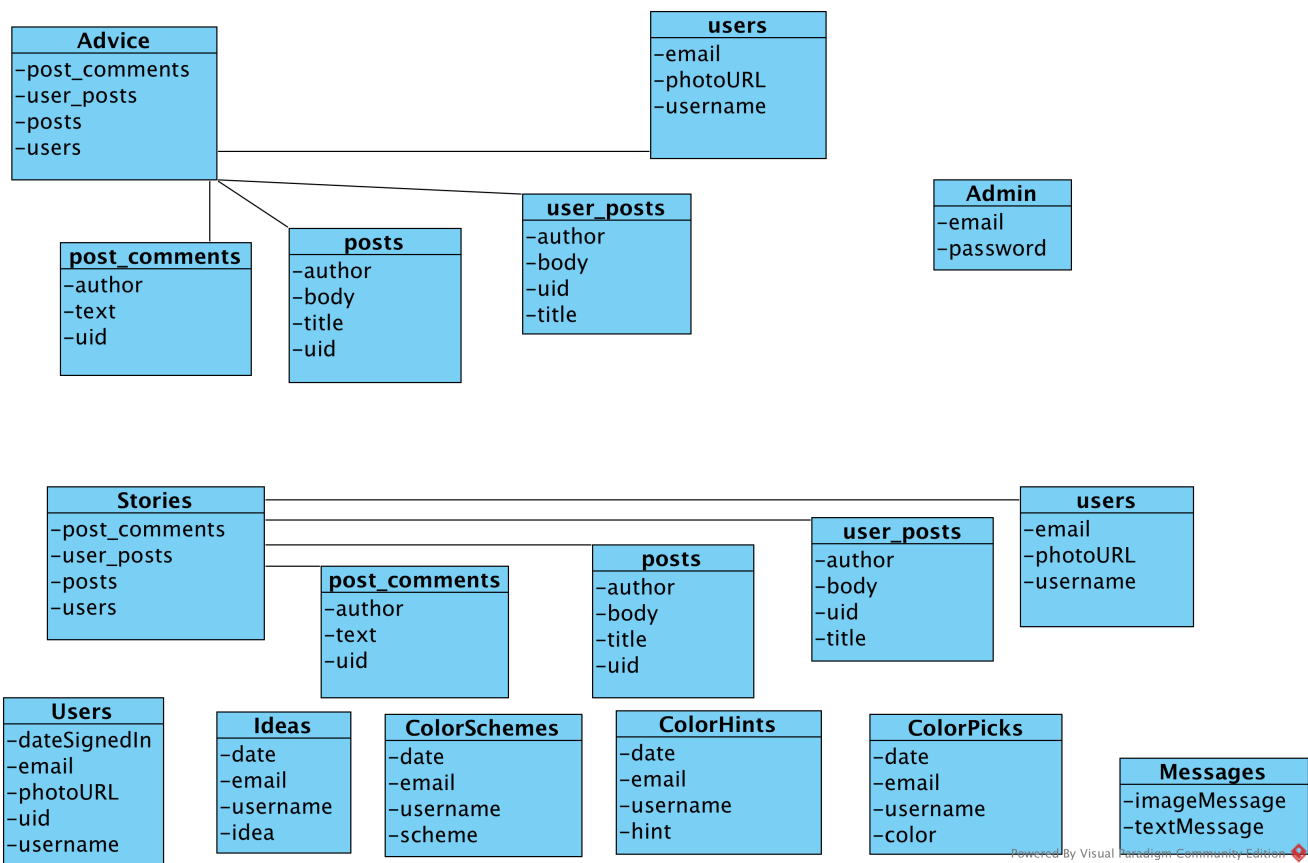 Advice
-post_comments
-user_posts
-posts
-users
users
-email
-photoURL
-username
Admin
-email
-password
post_comments
-author
-text
-uid
posts
-author
-body
-title
-uid
user_posts
-author
-body
-uid
-title
Stories
-post_comments
-user_posts
-posts
-users
post_comments
-author
-text
-uid
posts
-author
-body
-title
-uid
user_posts
-author
-body
-uid
-title
users
-email
-photoURL
-username
Users
-dateSignedIn
-email
-photoURL
-uid
-username
Ideas
-date
-email
-username
-idea
ColorSchemes
-date
-email
-username
-scheme
ColorHints
-date
-email
-username
-hint
ColorPicks
-date
-email
-username
-color
Messages
-imageMessage
-textMessage
Powered By Visual Paradigm Community Edition